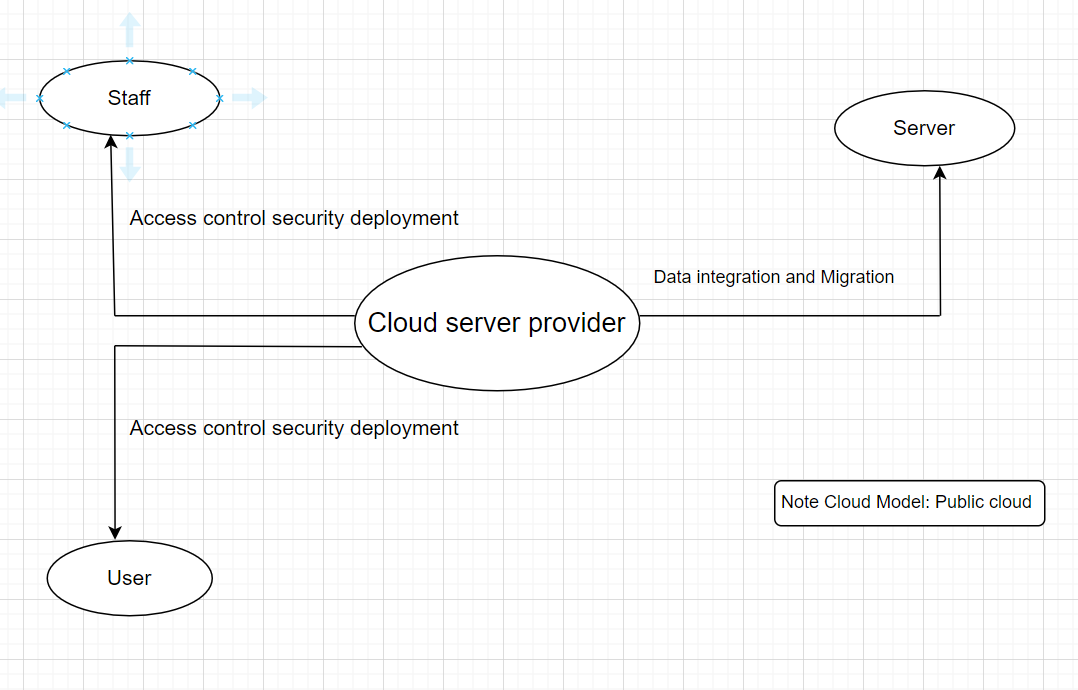 Staff
Server
Access control security deployment
Data integration and Migration
Cloud server provider
Access control security deployment
Note Cloud Model: Public cloud
User